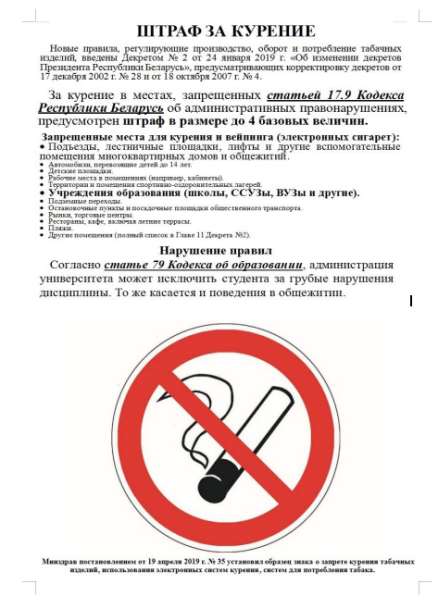 ШТРАФ ЗА КУРЕНИЕ
Новые правила, регулирующие производство, оборот и потребление табачных
изделий, введены Декретом № 2 от 24 января 2019 г. «Об изменении декретов
Президента Республики Беларусь», предусматривающих корректировку декретов от
17 декабря 2002 г. № 28 и от 18 октября 2007 г. № 4.
За курение в местах, запрещенных статьей 17.9 Кодекса
Республики Беларусь об административных правонарушениях,
предусмотрен штраф в размере до 4 базовых величин.
Запрещенные места для курения и вейпинга (электронных сигарет):
• Подъезды, лестничные площадки, лифты и другие вспомогательные
помещения многоквартирных домов и общежитий.
• Автомобили, перевозящие детей до 14 лет.
• Детские площадки.
• Рабочие места в помещениях (например, кабинеты).
• Территории и помещения спортивно-оздоровительных лагерей.
• Учреждения образования (школы, ССУЗы, ВУЗы и другие).
• Подземные переходы.
• Остановочные пункты и посадочные площадки общественного транспорта.
• Рынки, торговые центры.
• Рестораны, кафе, включая летние террасы.
• Пляжи.
• Другие помещения (полный список в Главе 11 Декрета №2).
Нарушение правил
Согласно статье 79 Кодекса об образовании, администрация
университета может исключить студента за грубые нарушения
дисциплины. То же касается и поведения в общежитии.
Минздрав постановлением от 19 апреля 2019 г. № 35 установил образец знака о запрете курения табачных
изделий, использования электронных систем курения, систем для потребления табака.